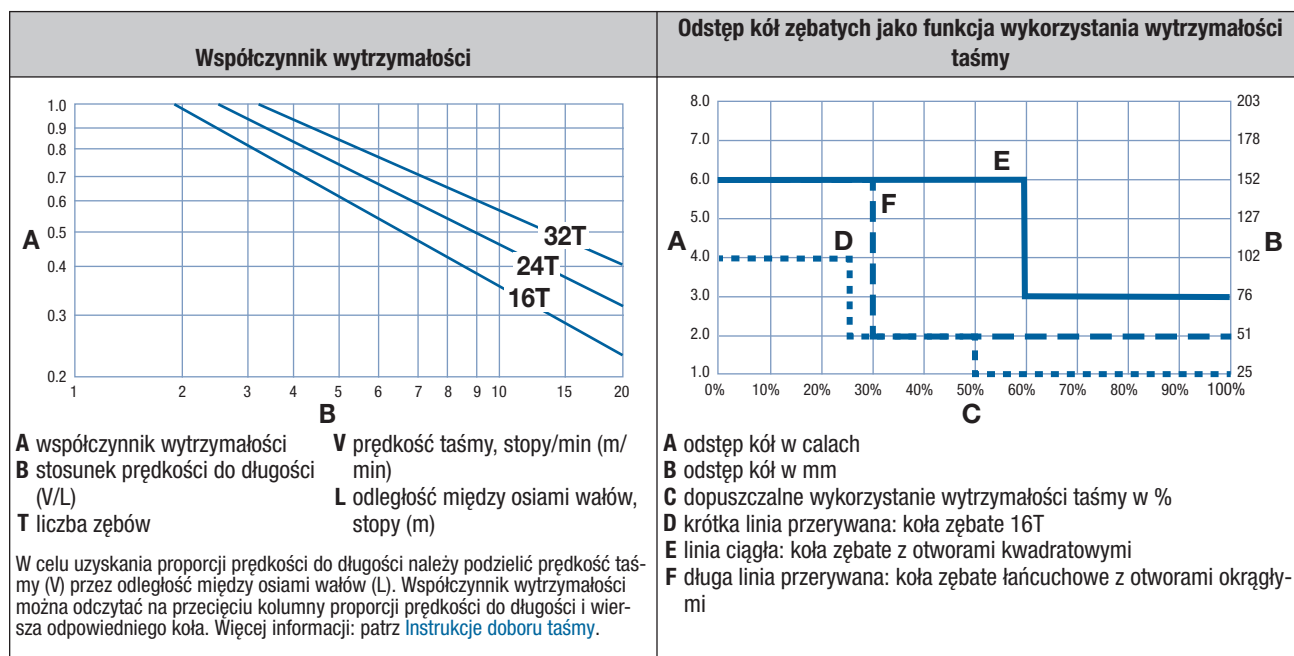 Współczynnik wytrzymałości
1.0
0.9
0.8
0.7
0.6
0.5
0.4
0.3
0.2
A
32T
24T
16T
1 2 3 4 5 6 7 8 9 10 15 20
B
A współczynnik wytrzymałości
B stosunek prędkości do długości
(V/L)
T liczba zębów
V prędkość taśmy, stopy/min (m/
min)
L odległość między osiami wałów,
stopy (m)
W celu uzyskania proporcji prędkości do długości należy podzielić prędkość taś-
my (V) przez odległość między osiami wałów (L). Współczynnik wytrzymałości
można odczytać na przecięciu kolumny proporcji prędkości do długości i wier-
sza odpowiedniego koła. Więcej informacji: patrz Instrukcje doboru taśmy.
Odstęp kół zębatych jako funkcja wykorzystania wytrzymałości
taśmy
8.0
7.0
6.0
5.0
4.0
3.0
2.0
1.0
A
E
F
D
203
178
152
127
102
76
51
25
B
0% 10% 20% 30% 40% 50% 60% 70% 80% 90% 100%
C
A odstęp kół w calach
B odstęp kół w mm
C dopuszczalne wykorzystanie wytrzymałości taśmy w %
D krótka linia przerywana: koła zębate 16T
E linia ciągła: koła zębate z otworami kwadratowymi
F długa linia przerywana: koła zębate łańcuchowe z otworami okrągły-
mi